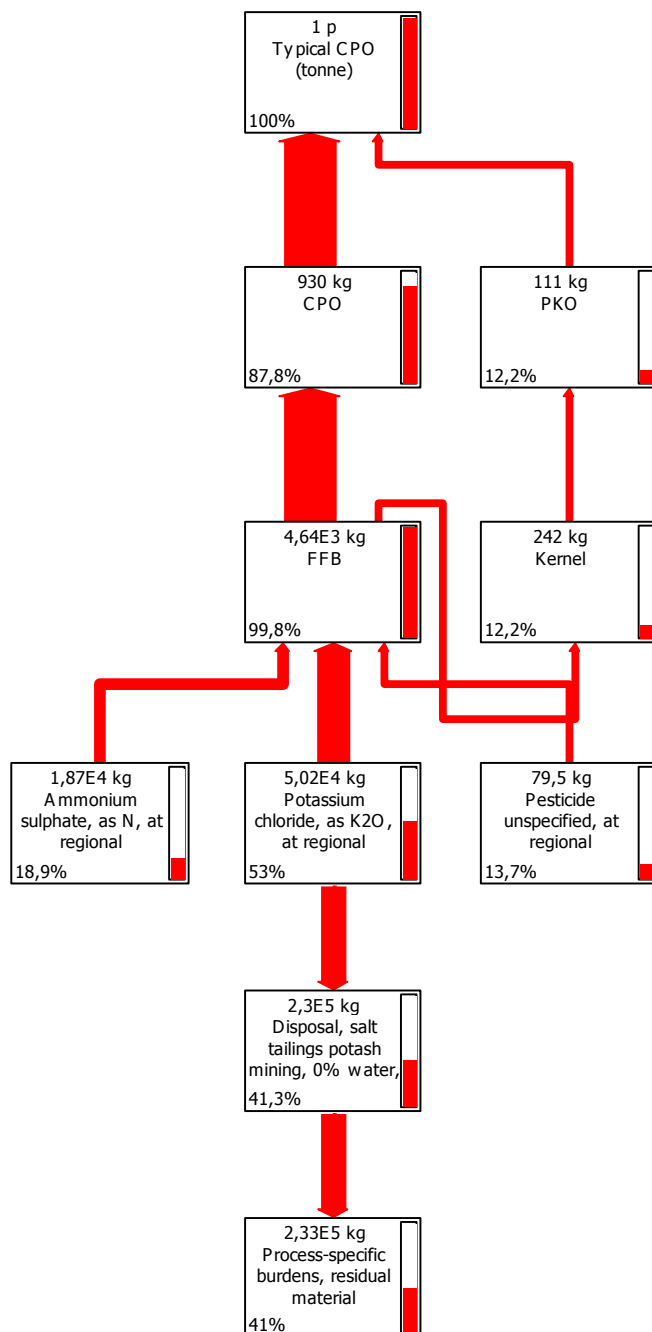 1 p
Typical CPO
(tonne)
100%
930 kg
CPO
87,8%
111 kg
PKO
12,2%
4,64E3 kg
FFB
99,8%
242 kg
Kernel
12,2%
1,87E4 kg
Ammonium
sulphate, as N, at
regional
18,9%
5,02E4 kg
Potassium
chloride, as K2O,
at regional
53%
79,5 kg
Pesticide
unspecified, at
regional
13,7%
2,3E5 kg
Disposal, salt
tailings potash
mining, 0% water,
41,3%
2,33E5 kg
Process-specific
burdens, residual
material
41%